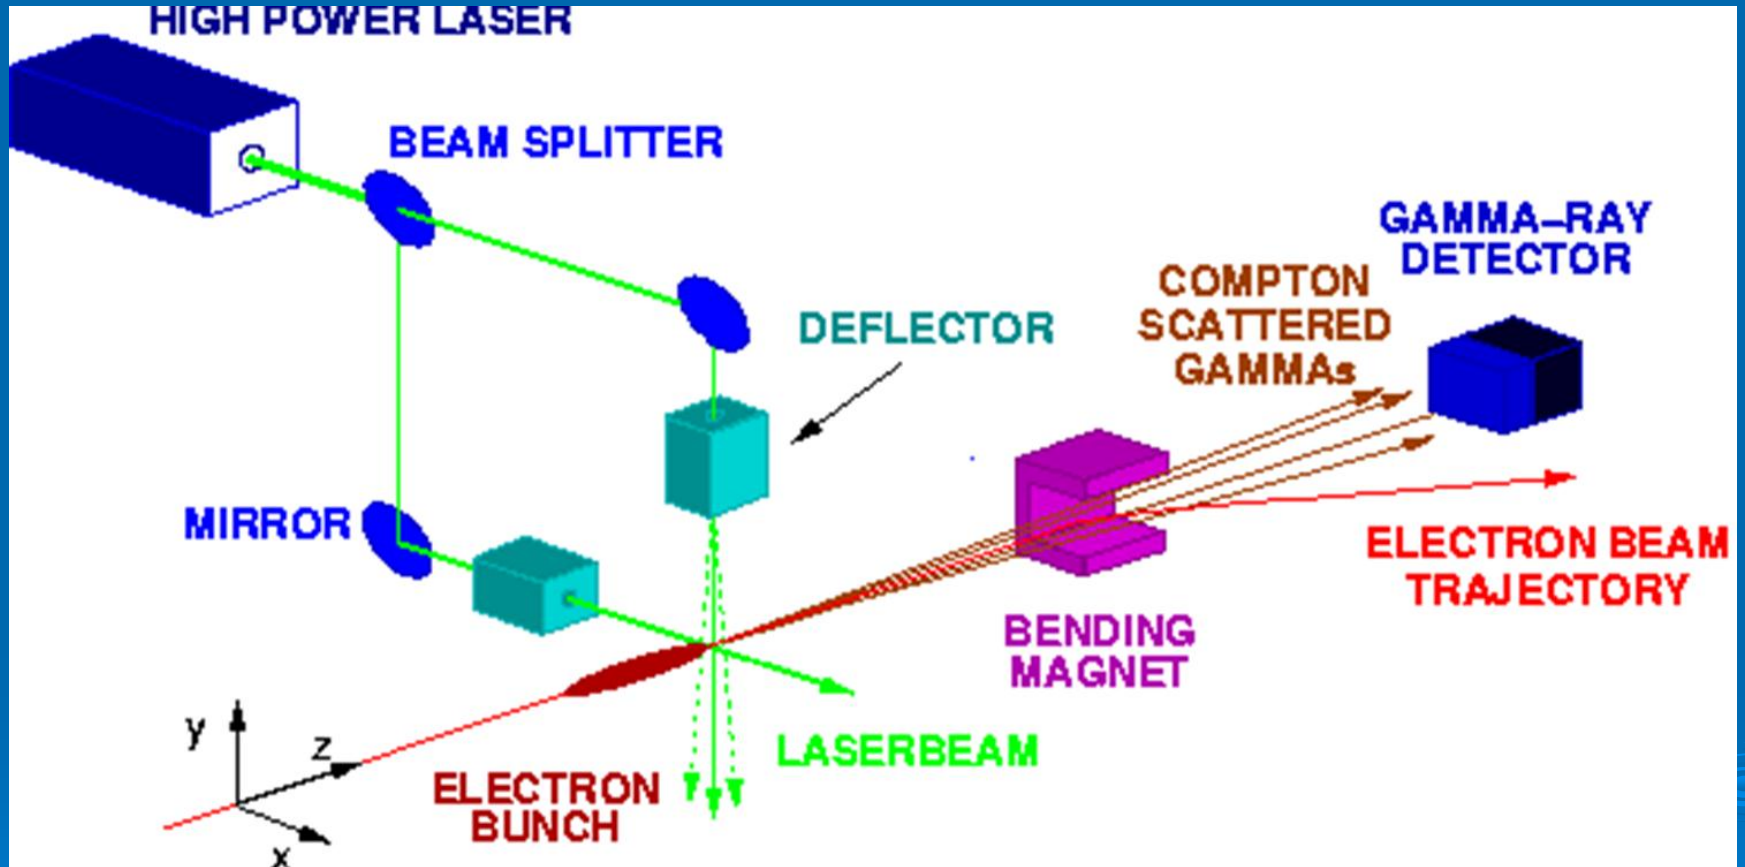 HIGH POWER LASER
BEAM SPLITTER
GAMMA–RAY
DETECTOR
COMPTON
SCATTERED
GAMMAs
DEFLECTOR
MIRROR
ELECTRON BEAM
TRAJECTORY
BENDING
MAGNET
y
z
LASERBEAM
ELECTRON
BUNCH
x